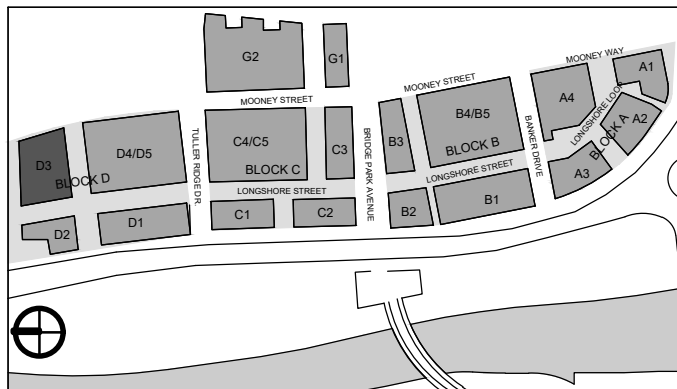 G2
G1
MOONEY WAY
A1
MOONEY STREET
MOONEY STREET
A4
LONGSHORE LOOP
A2
BLOCK A
B4/B5
BLOCK B
B3
BANKER DRIVE
D3
D4/D5
BLOCK D
TULLER RIDGE DR.
C4/C5
BLOCK C
C3
BRIDGE PARK AVENUE
LONGSHORE STREET
LONGSHORE STREET
A3
D2
D1
C1
C2
B2
B1